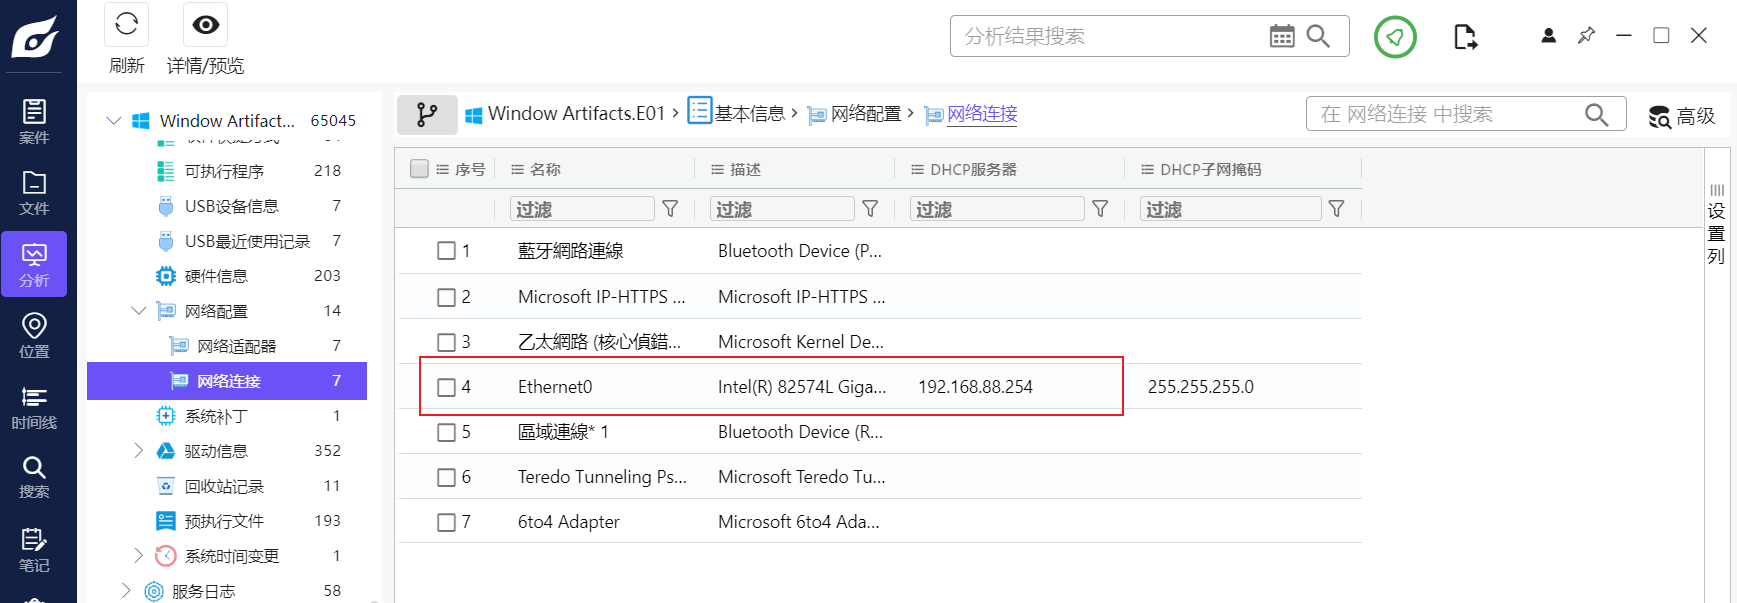 刷新
详情/预览
分析结果搜索
案件
文件
分析
位置
时间线
搜索
笔记
Window Artifact... 65045
可执行程序 218
USB设备信息 7
USB最近使用记录 7
硬件信息 203
网络配置 14
网络适配器 7
网络连接 7
系统补丁 1
驱动信息 352
回收站记录 11
预执行文件 193
系统时间变更 1
服务日志 58
Window Artifacts.E01 › 基本信息 › 网络配置 › 网络连接
在 网络连接 中搜索
高级
序号 名称 描述 DHCP服务器 DHCP子网掩码
过滤 过滤 过滤 过滤
1 藍牙網路連線 Bluetooth Device (P...
2 Microsoft IP-HTTPS ... Microsoft IP-HTTPS ...
3 乙太網路 (核心偵錯... Microsoft Kernel De...
4 Ethernet0 Intel(R) 82574L Giga... 192.168.88.254 255.255.255.0
5 區域連線* 1 Bluetooth Device (R...
6 Teredo Tunneling Ps... Microsoft Teredo Tu...
7 6to4 Adapter Microsoft 6to4 Ada...
设置列